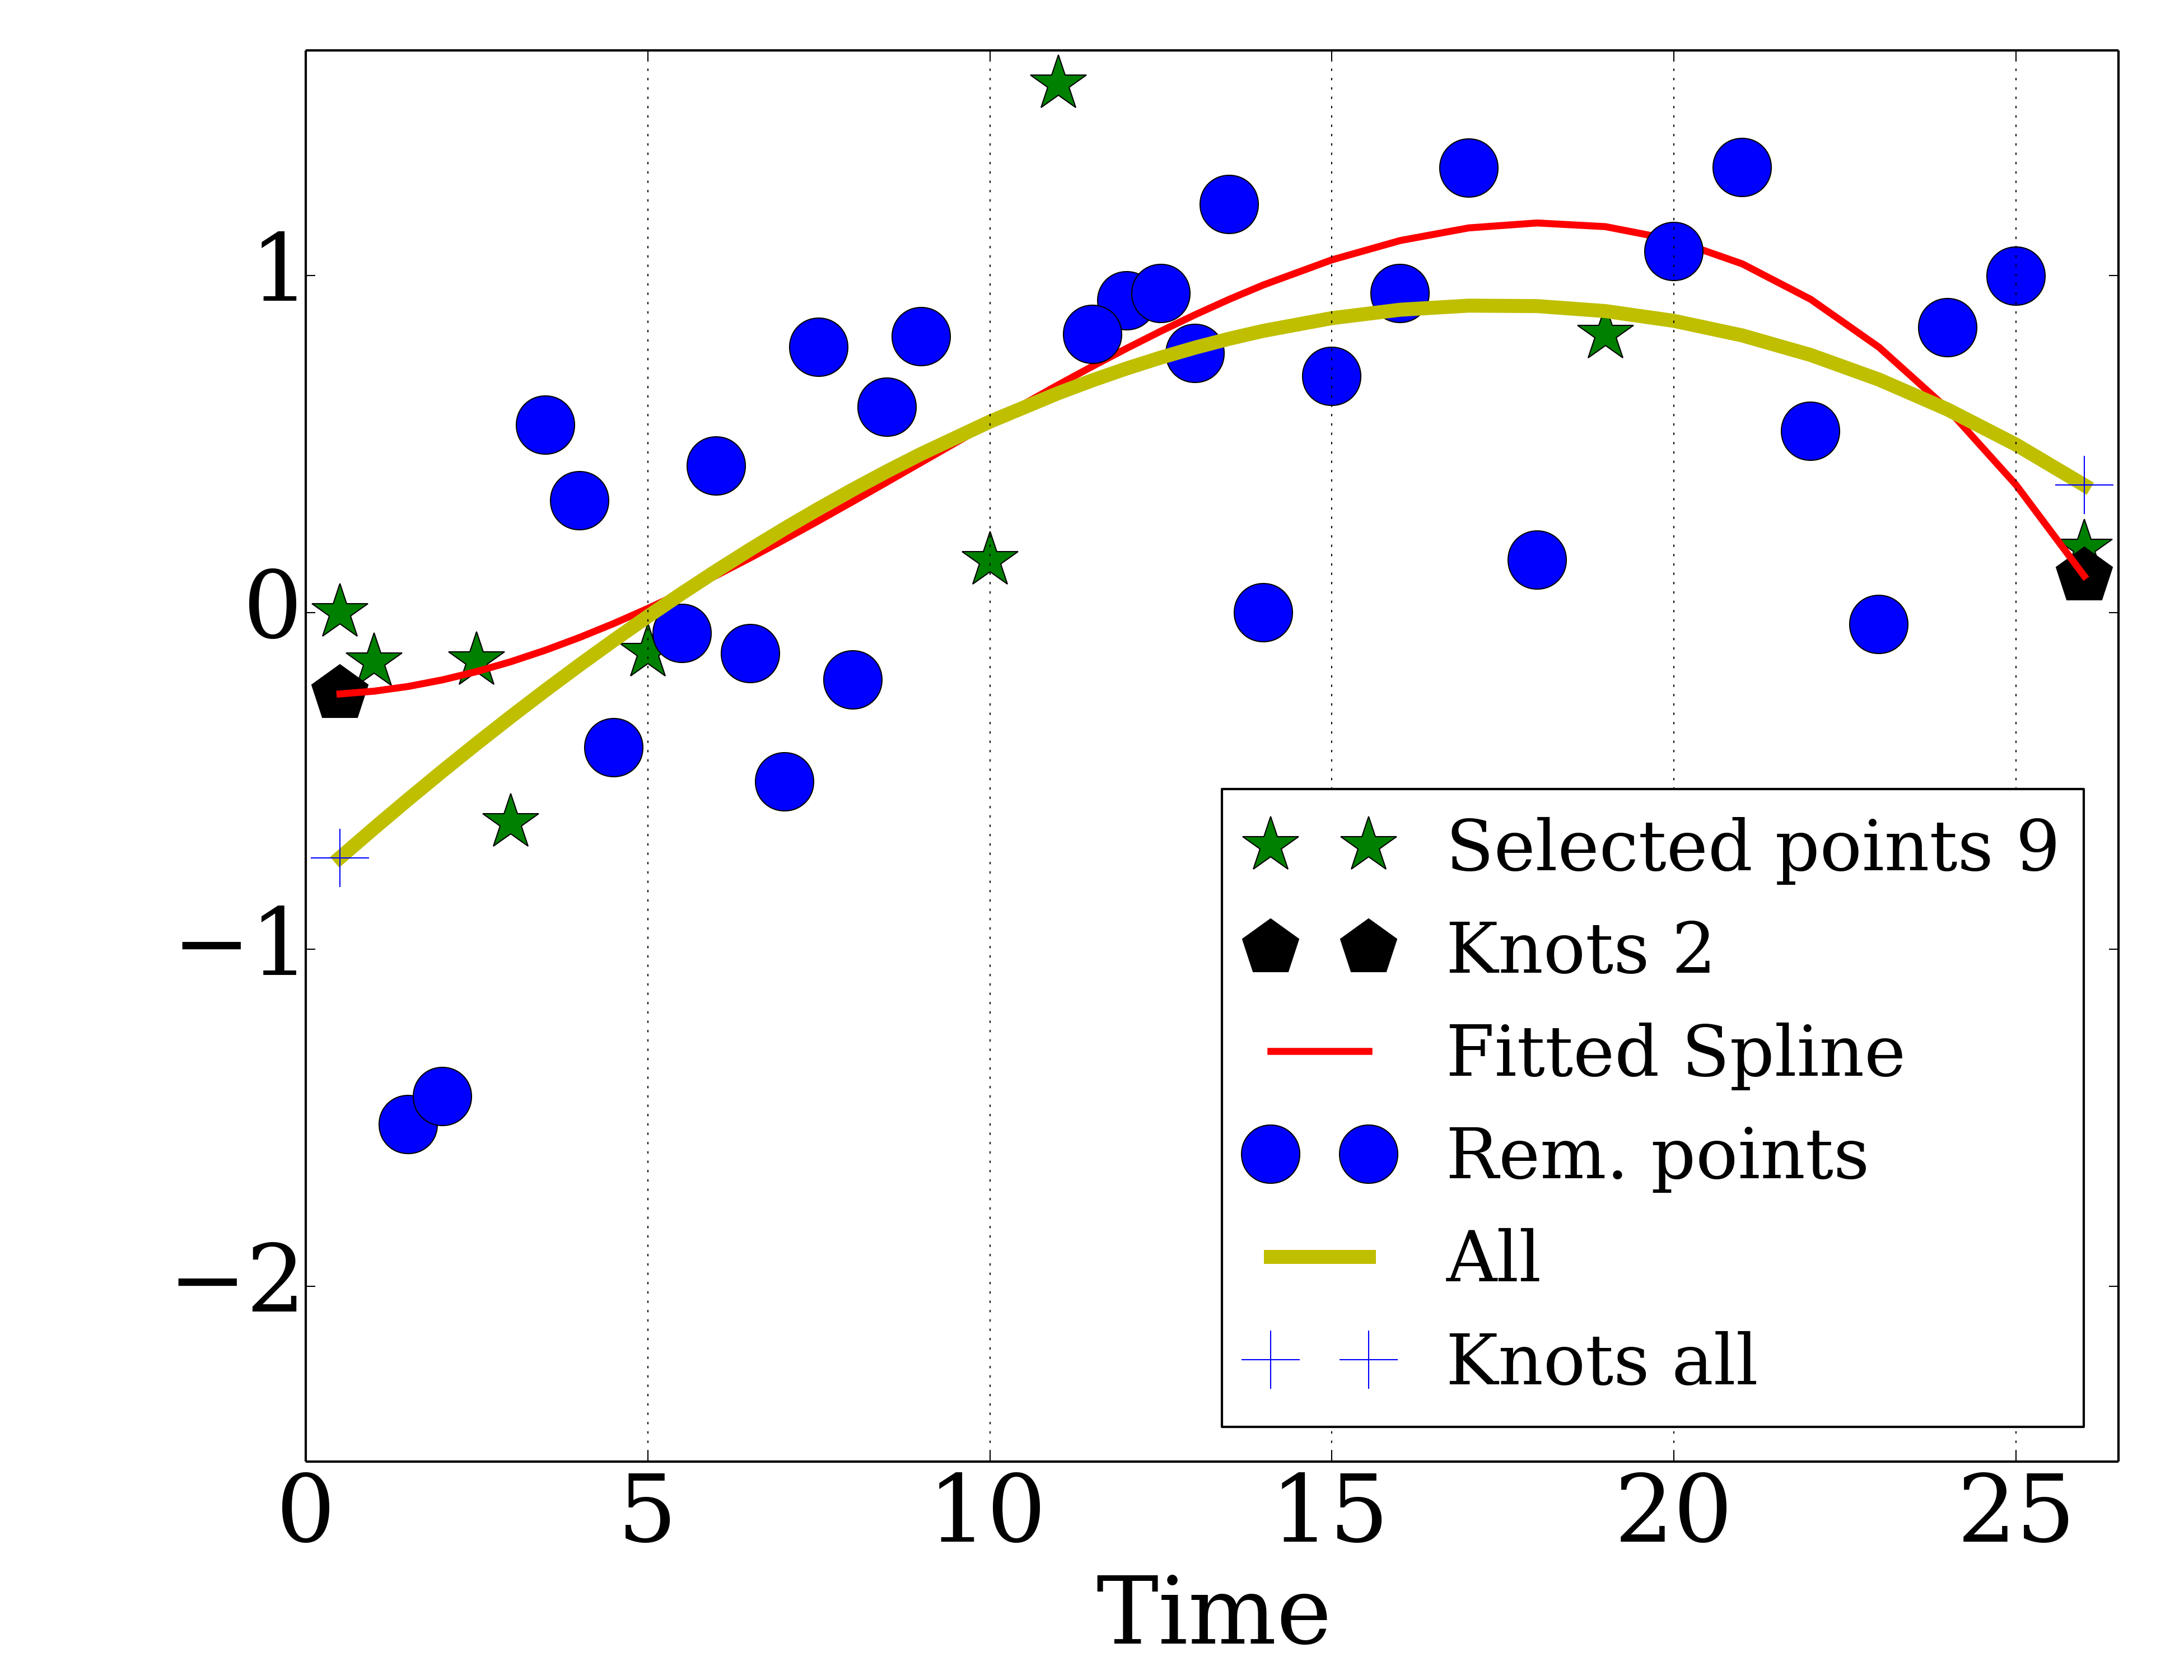 1
0
−1
−2
Selected points 9
Knots 2
Fitted Spline
Rem. points
All
Knots all
0 5 10 15 20 25
Time